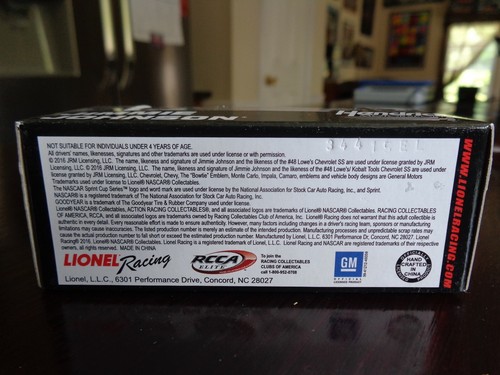 JOHNSON
NOT SUITABLE FOR INDIVIDUALS UNDER 4 YEARS OF AGE.
All drivers' names, likenesses, signatures and other trademarks are used under license or with permission.
© 2016 JRM Licensing, LLC. The name, likeness and signature of Jimmie Johnson and the likeness of the #48 Lowe's Chevrolet SS are used under license granted by JRM
Licensing, LLC. © 2016 JRM Licensing, LLC. The name, likeness and signature of Jimmie Johnson and the likeness of the #48 Lowe's/ Kobalt Tools Chevrolet SS are used under
license granted by JRM Licensing, LLC. Chevrolet, Chevy, The "Bowtie" Emblem, Monte Carlo, Impala, Camaro, emblems and vehicle body designs are General Motors
Trademarks used under license to Lionel® NASCAR® Collectables.
The NASCAR Sprint Cup Series™ logo and word mark are used under license by the National Association for Stock Car Auto Racing, Inc., and Sprint.
NASCAR® is a registered trademark of The National Association for Stock Car Auto Racing, Inc.
GOODYEAR is a trademark of The Goodyear Tire & Rubber Company used under license.
Lionel® NASCAR® Collectables, ACTION RACING COLLECTABLES®, and all associated logos are trademarks of Lionel® NASCAR® Collectables. RACING COLLECTABLES CLUB
OF AMERICA, RCCA, and all associated logos are trademarks owned by Racing Collectables Club of America, Inc. Lionel® Racing does not warrant that this adult collectible is
authentic in every detail. Every reasonable effort is made to ensure authenticity. However, many factors including changes in a driver's racing team, sponsors or manufacturing
limitations may cause inaccuracies. The listed production number is merely an estimate of the intended production. Manufacturing processes and unpredictable scrap rates may
cause the actual production number to fall short or exceed the estimated production number. Manufactured by Lionel, L.L.C. 6301 Performance Dr, Concord, NC 28027. Lionel
Racing® 2016. Lionel® NASCAR® Collectables. Lionel Racing is a registered trademark of Lionel, L.L.C. Lionel Racing and NASCAR are registered trademarks of their respective
owners, all rights reserved. MADE IN CHINA
WWW.LIONELRACING.COM
LIONEL Racing
RCCA
ELITE
To join the
RACING COLLECTABLES
CLUBS OF AMERICA
call 1-800-952-0708
GM
OFFICIAL
LICENSED PRODUCT
HAND
CRAFTED
IN
CHINA
Lionel, L.L.C., 6301 Performance Drive, Concord, NC 28027